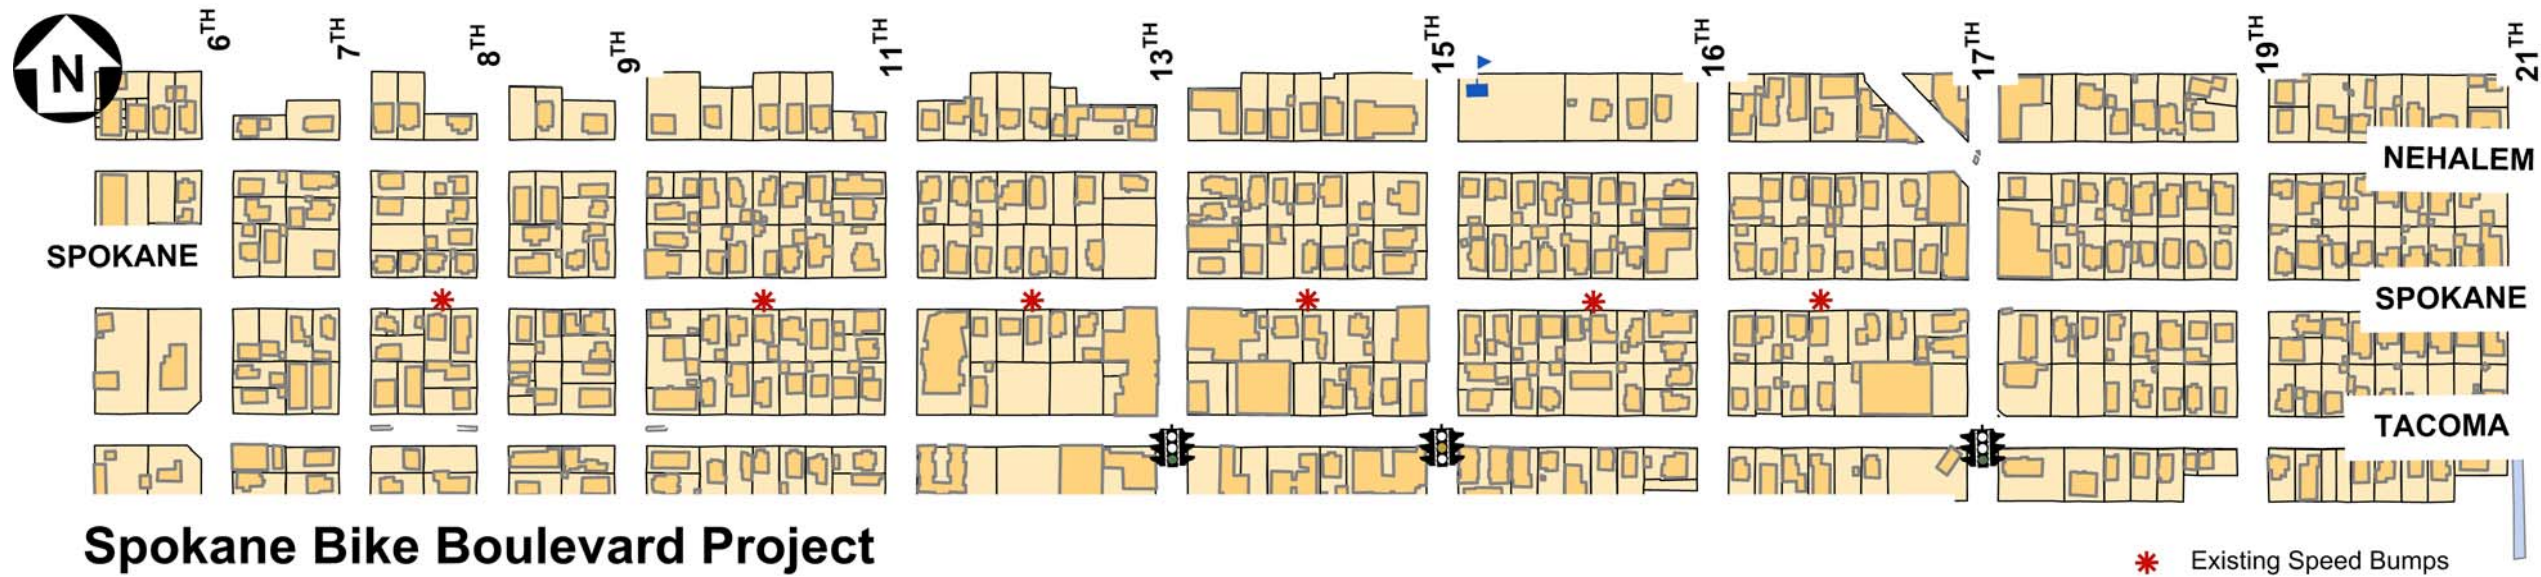 N
6TH
7TH
8TH
9TH
11TH
13TH
15TH
16TH
17TH
19TH
21TH
NEHALEM
SPOKANE
SPOKANE
TACOMA
Spokane Bike Boulevard Project
Existing Speed Bumps